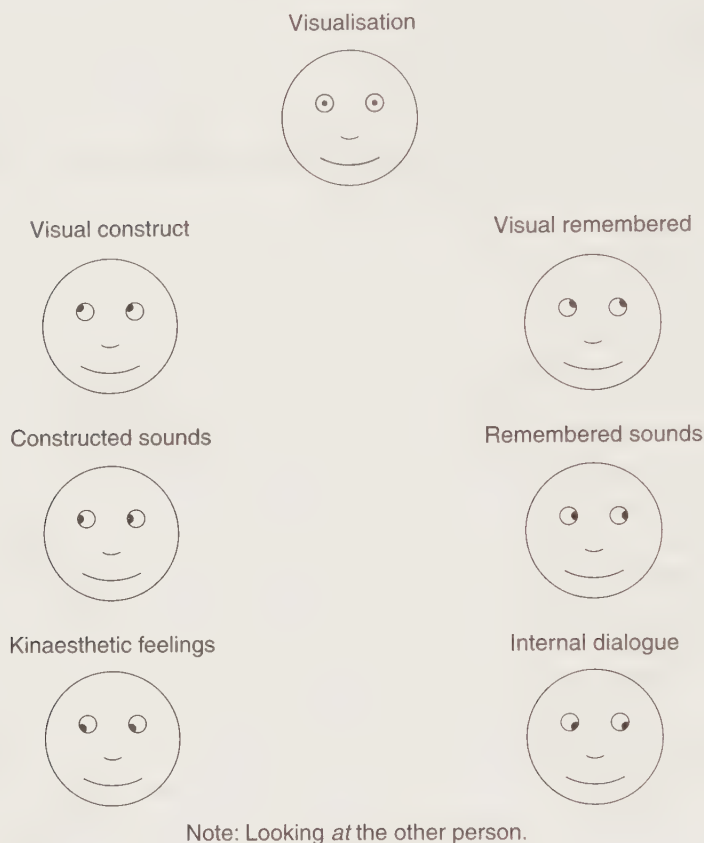 Visualisation
Visual construct
Visual remembered
Constructed sounds
Remembered sounds
Kinaesthetic feelings
Internal dialogue
Note: Looking at the other person.